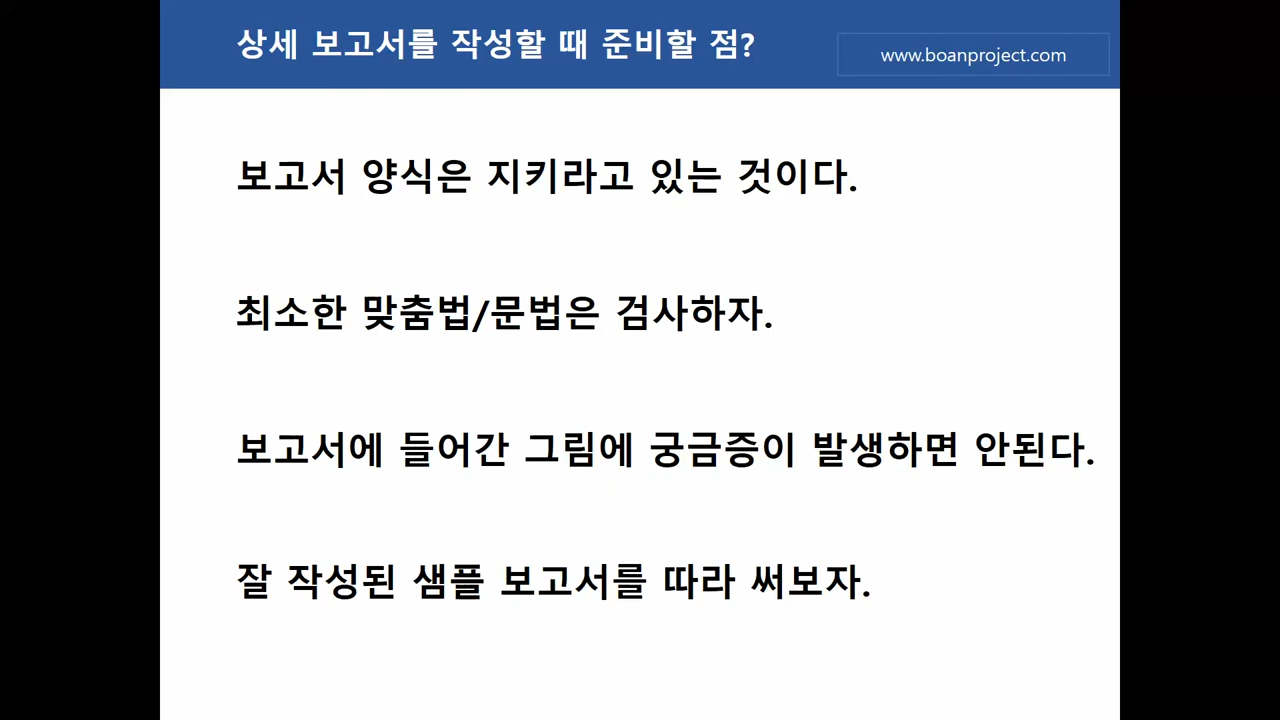 상세 보고서를 작성할 때 준비할 점?
www.boanproject.com
보고서 양식은 지키라고 있는 것이다.
최소한 맞춤법/문법은 검사하자.
보고서에 들어간 그림에 궁금증이 발생하면 안된다.
잘 작성된 샘플 보고서를 따라 써보자.